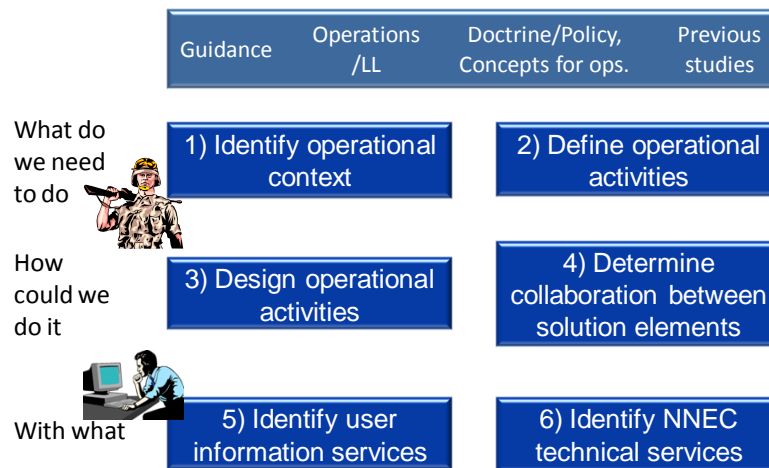 Guidance
Operations
/LL
Doctrine/Policy,
Concepts for ops.
Previous
studies
What do
we need
to do
1) Identify operational
context
2) Define operational
activities
How
could we
do it
3) Design operational
activities
4) Determine
collaboration between
solution elements
With what
5) Identify user
information services
6) Identify NNEC
technical services